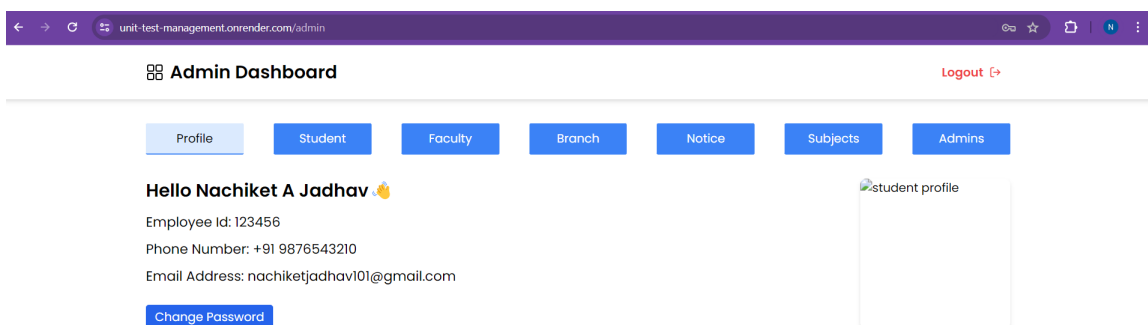 unit-test-management.onrender.com/admin
N
Admin Dashboard
Logout
Profile Student Faculty Branch Notice Subjects Admins
Hello Nachiket A Jadhav 👋
student profile
Employee Id: 123456
Phone Number: +91 9876543210
Email Address: nachiketjadhav101@gmail.com
Change Password